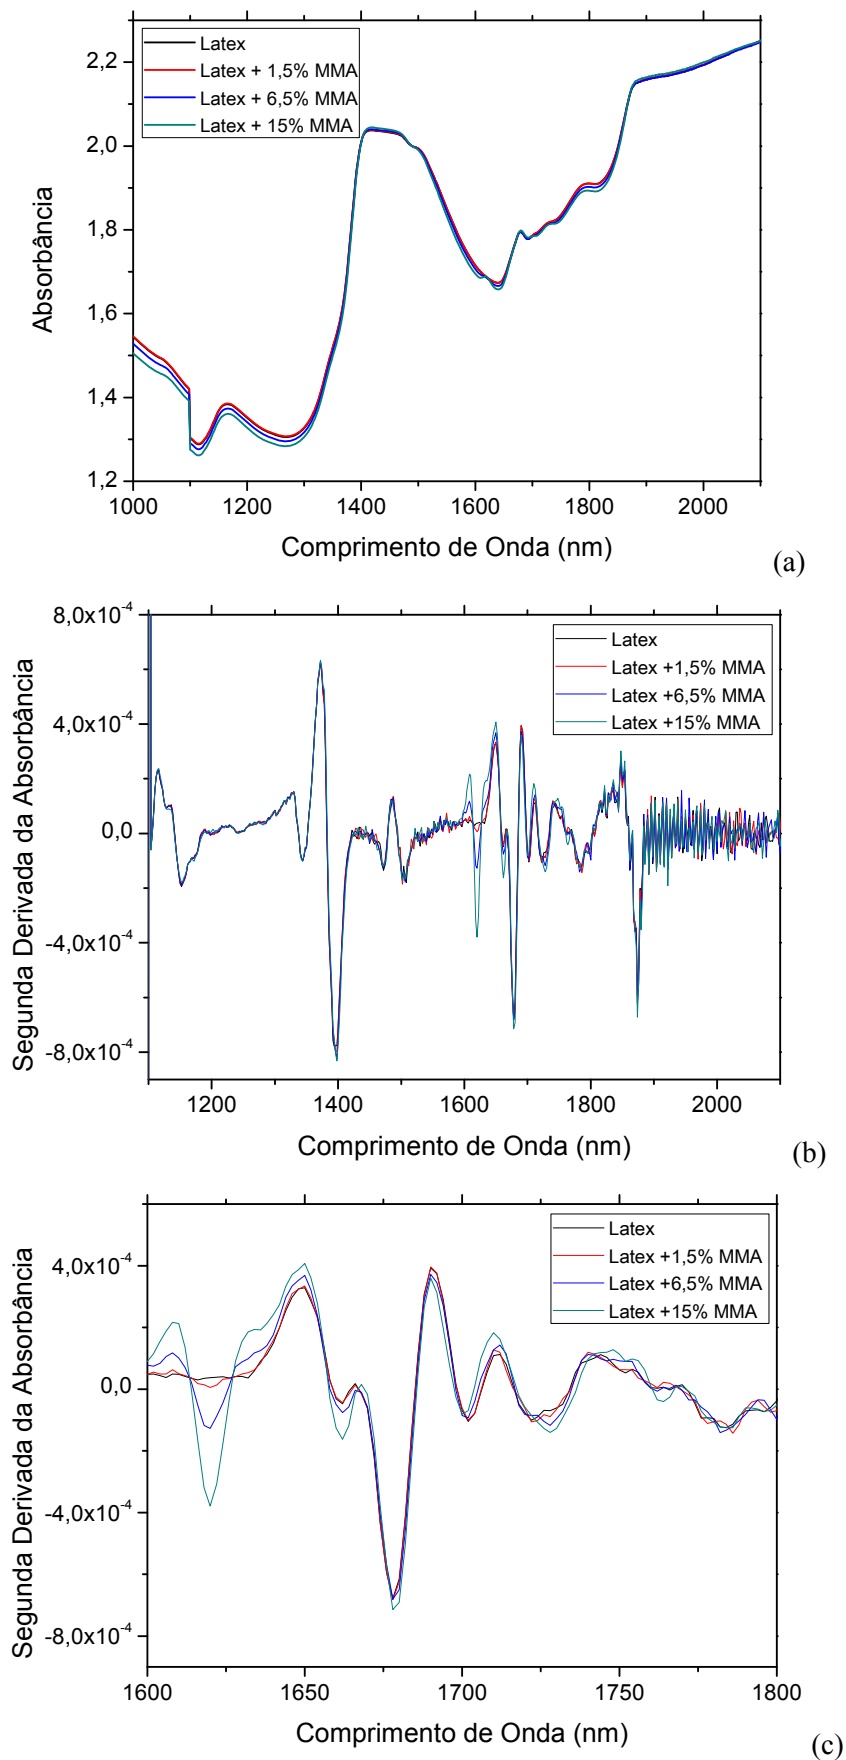 Latex
Latex + 1,5% MMA
Latex + 6,5% MMA
Latex + 15% MMA
2,2
2,0
1,8
1,6
1,4
1,2
Absorbância
1000 1200 1400 1600 1800 2000
Comprimento de Onda (nm)
(a)
8,0x10-4
4,0x10-4
0,0
-4,0x10-4
-8,0x10-4
Segunda Derivada da Absorbância
Latex
Latex +1,5% MMA
Latex +6,5% MMA
Latex +15% MMA
1200 1400 1600 1800 2000
Comprimento de Onda (nm)
(b)
4,0x10-4
0,0
-4,0x10-4
-8,0x10-4
Segunda Derivada da Absorbância
Latex
Latex +1,5% MMA
Latex +6,5% MMA
Latex +15% MMA
1600 1650 1700 1750 1800
Comprimento de Onda (nm)
(c)